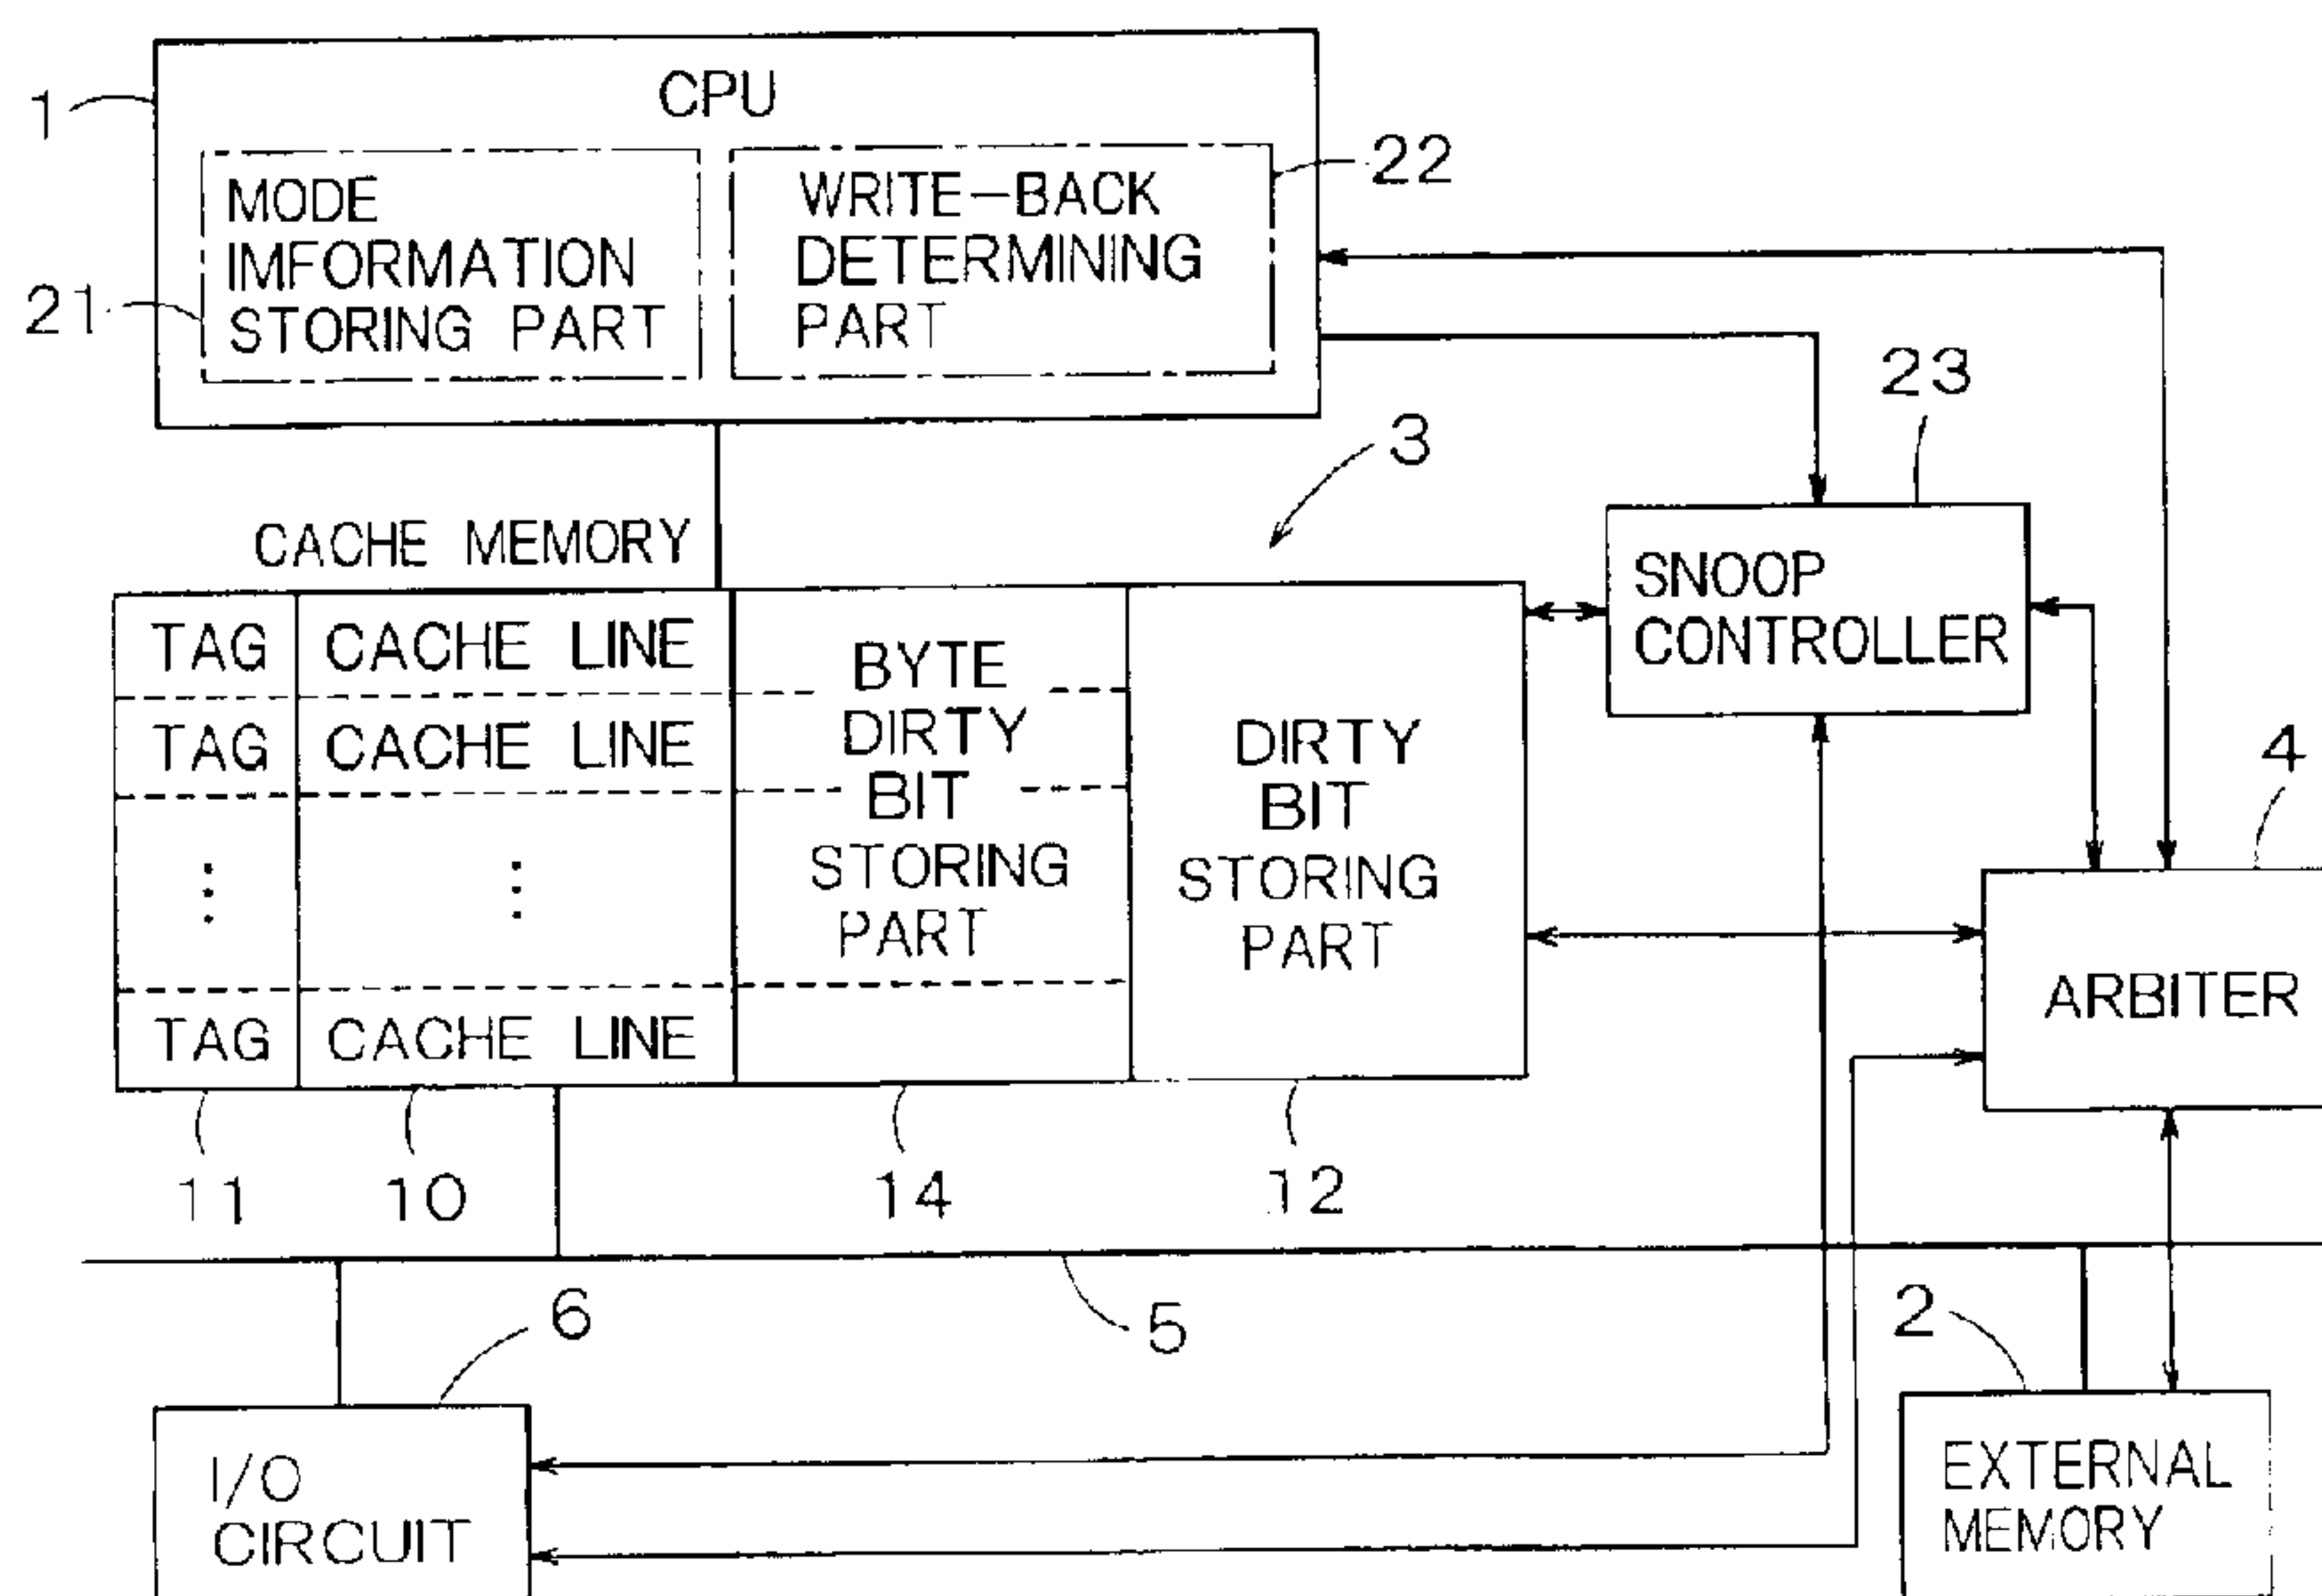 CPU
1
MODE
IMFORMATION
STORING PART
21
WRITE-BACK
DETERMINING
PART
22
23
3
CACHE MEMORY
SNOOP
CONTROLLER
TAG
CACHE LINE
TAG
CACHE LINE
⋮
⋮
TAG
CACHE LINE
BYTE
DIRTY
BIT
STORING
PART
DIRTY
BIT
STORING
PART
4
ARBITER
11
10
14
12
5
6
2
I/O
CIRCUIT
EXTERNAL
MEMORY